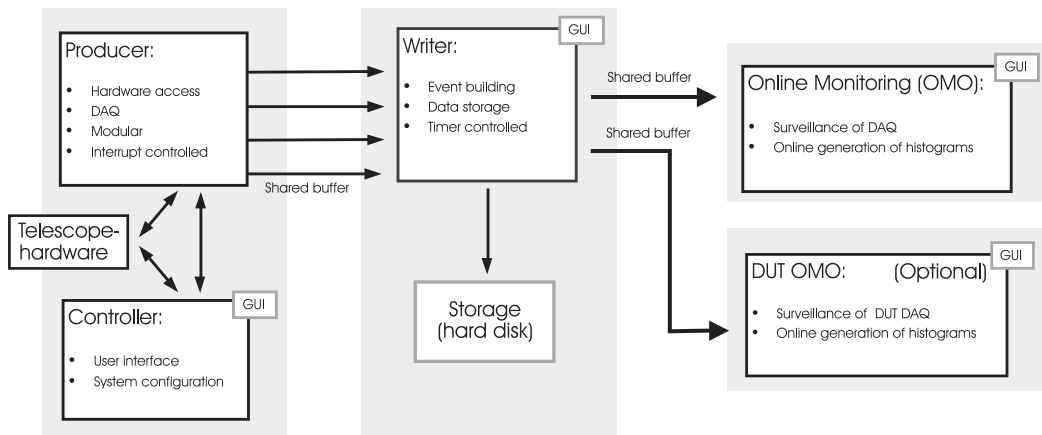 Producer:
• Hardware access
• DAQ
• Modular
• Interrupt controlled
Shared buffer
Telescope-
hardware
GUI
Controller:
• User interface
• System configuration
GUI
Writer:
• Event building
• Data storage
• Timer controlled
Storage
(hard disk)
Shared buffer
Shared buffer
GUI
Online Monitoring (OMO):
• Surveillance of DAQ
• Online generation of histograms
GUI
DUT OMO: (Optional)
• Surveillance of DUT DAQ
• Online generation of histograms